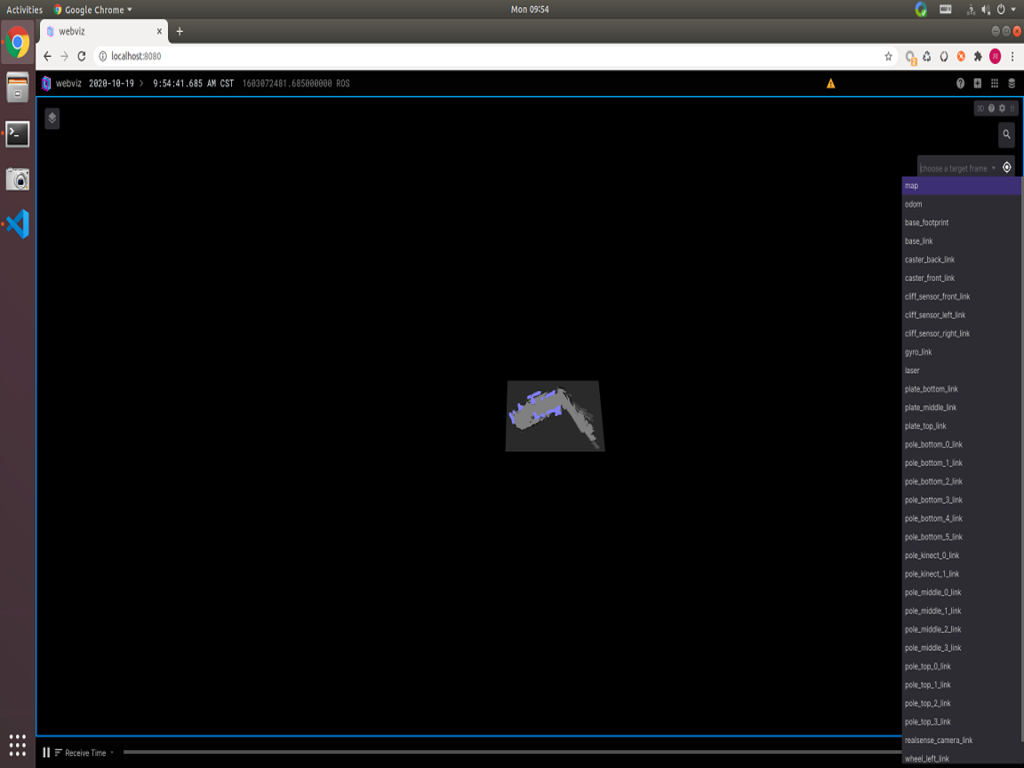 Activities Google Chrome Mon 09:54
webviz
localhost:8080
webviz 2020-10-19 9:54:41.685 AM CST 1603072481.685000000 ROS
3D
choose a target frame
map
odom
base_footprint
base_link
caster_back_link
caster_front_link
cliff_sensor_front_link
cliff_sensor_left_link
cliff_sensor_right_link
gyro_link
laser
plate_bottom_link
plate_middle_link
plate_top_link
pole_bottom_0_link
pole_bottom_1_link
pole_bottom_2_link
pole_bottom_3_link
pole_bottom_4_link
pole_bottom_5_link
pole_kinect_0_link
pole_kinect_1_link
pole_middle_0_link
pole_middle_1_link
pole_middle_2_link
pole_middle_3_link
pole_top_0_link
pole_top_1_link
pole_top_2_link
pole_top_3_link
realsense_camera_link
wheel_left_link
Receive Time